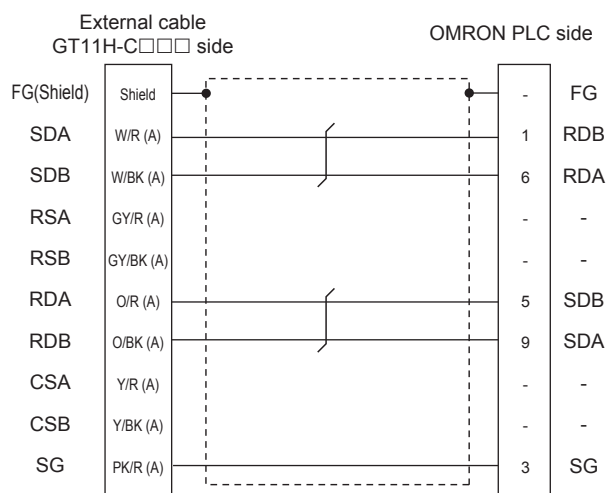 External cable
GT11H-C□□□ side
OMRON PLC side
FG(Shield) Shield - FG
SDA W/R (A) 1 RDB
SDB W/BK (A) 6 RDA
RSA GY/R (A) - -
RSB GY/BK (A) - -
RDA O/R (A) 5 SDB
RDB O/BK (A) 9 SDA
CSA Y/R (A) - -
CSB Y/BK (A) - -
SG PK/R (A) 3 SG